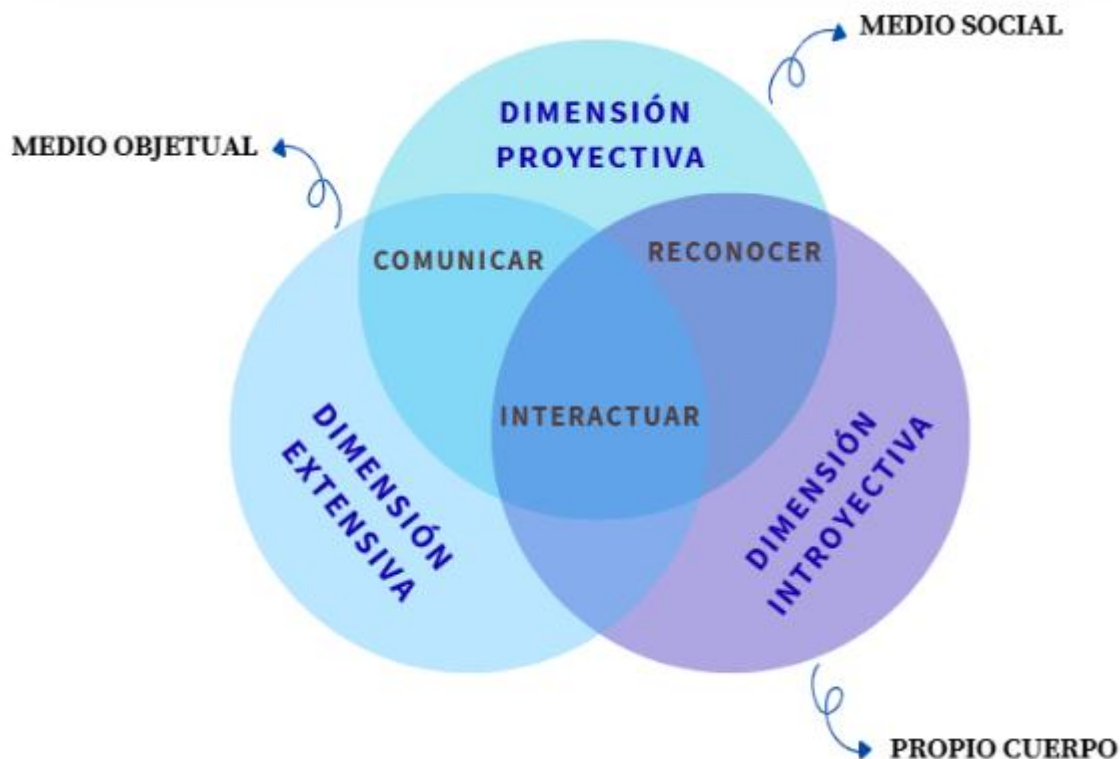 MEDIO SOCIAL
DIMENSIÓN
PROYECTIVA
MEDIO OBJETUAL
COMUNICAR
RECONOCER
INTERACTUAR
DIMENSIÓN
EXTENSIVA
DIMENSIÓN
INTROYECTIVA
PROPIO CUERPO